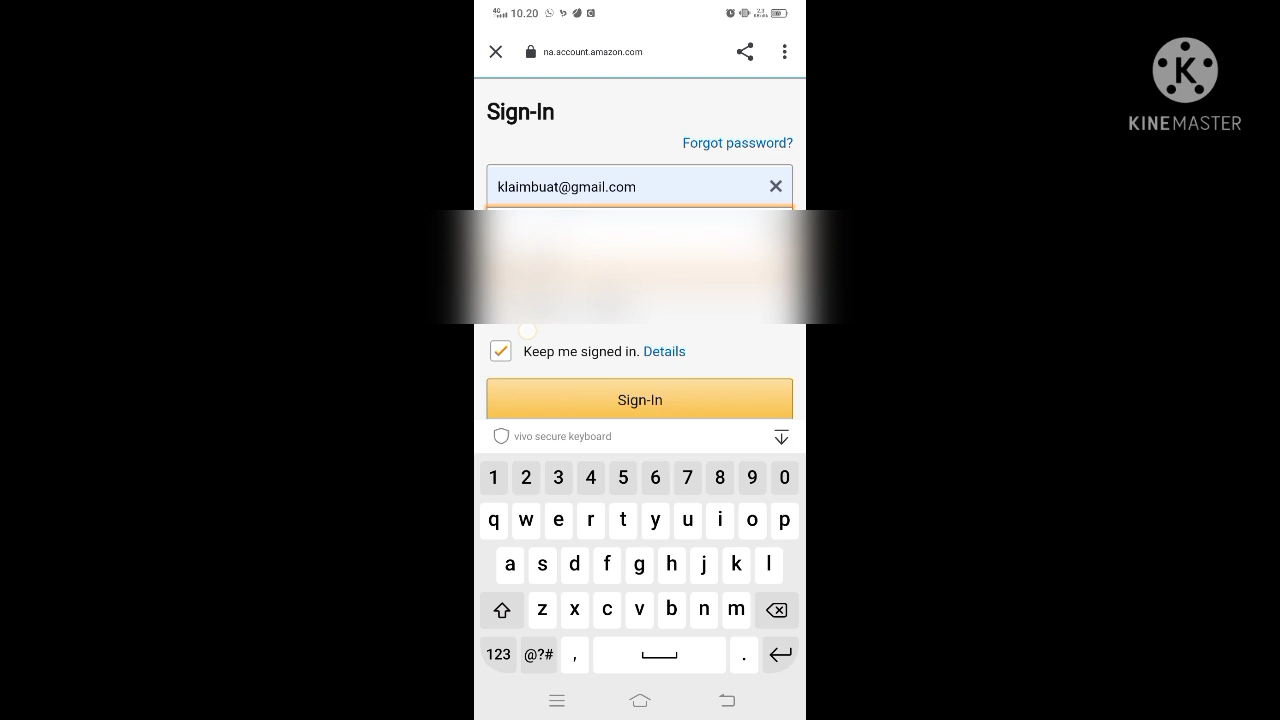 4G 10.20
na.account.amazon.com
KINEMASTER
Sign-In
Forgot password?
klaimbuat@gmail.com
Keep me signed in. Details
Sign-In
vivo secure keyboard
1 2 3 4 5 6 7 8 9 0
q w e r t y u i o p
a s d f g h j k l
z x c v b n m
123 @?# , .